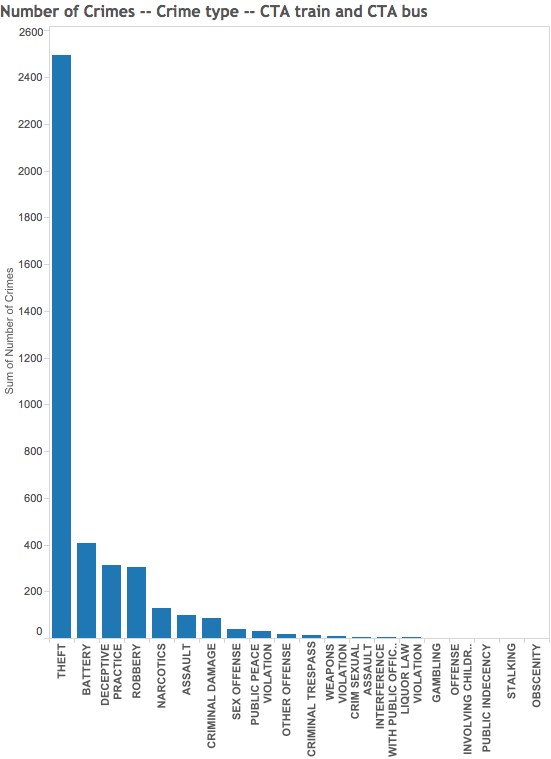 Number of Crimes -- Crime type -- CTA train and CTA bus
2600
2400
2200
2000
1800
1600
1400
1200
1000
800
600
400
200
0
Sum of Number of Crimes
THEFT
BATTERY
DECEPTIVE
PRACTICE
ROBBERY
NARCOTICS
ASSAULT
CRIMINAL DAMAGE
SEX OFFENSE
PUBLIC PEACE
VIOLATION
OTHER OFFENSE
CRIMINAL TRESPASS
WEAPONS
VIOLATION
CRIM SEXUAL
ASSAULT
INTERFERENCE
WITH PUBLIC OFFIC..
LIQUOR LAW
VIOLATION
GAMBLING
OFFENSE
INVOLVING CHILDR..
PUBLIC INDECENCY
STALKING
OBSCENITY